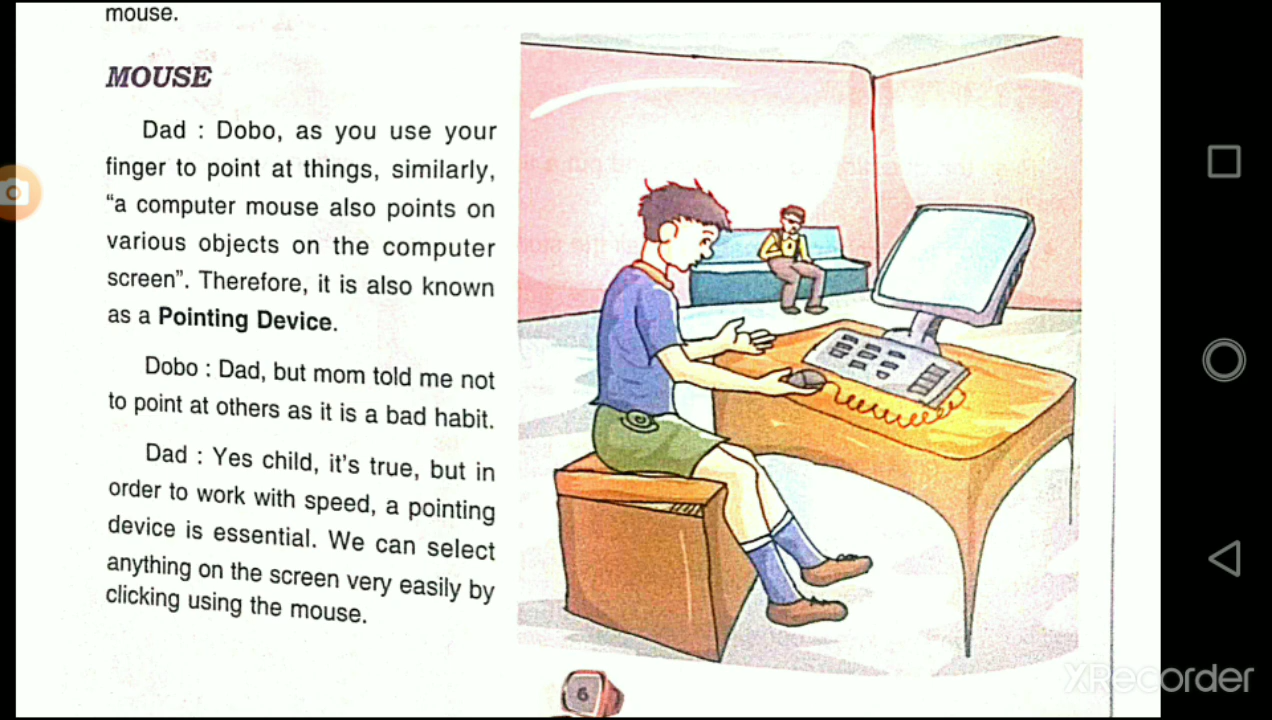 mouse.
MOUSE
Dad : Dobo, as you use your
finger to point at things, similarly,
“a computer mouse also points on
various objects on the computer
screen”. Therefore, it is also known
as a Pointing Device.
Dobo : Dad, but mom told me not
to point at others as it is a bad habit.
Dad : Yes child, it's true, but in
order to work with speed, a pointing
device is essential. We can select
anything on the screen very easily by
clicking using the mouse.
6
XRecorder